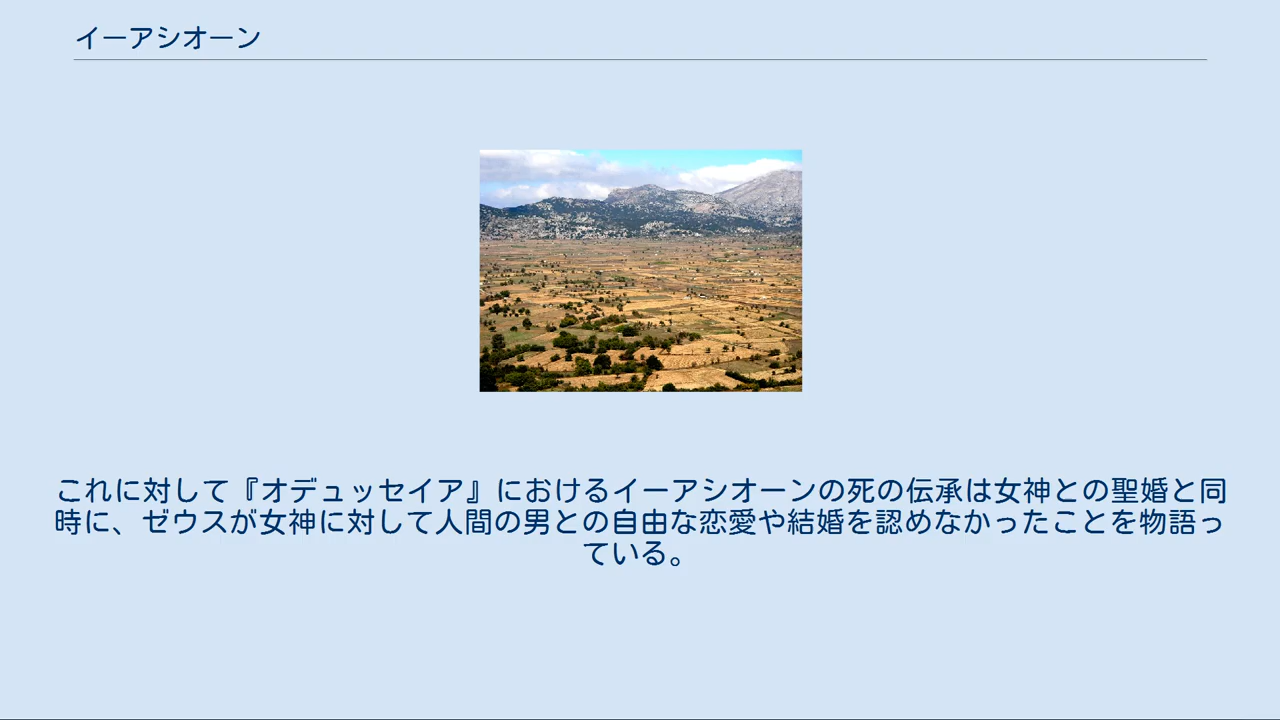 イーアシオーン
これに対して『オデュッセイア』におけるイーアシオーンの死の伝承は女神との聖婚と同
時に、ゼウスが女神に対して人間の男との自由な恋愛や結婚を認めなかったことを物語っ
ている。